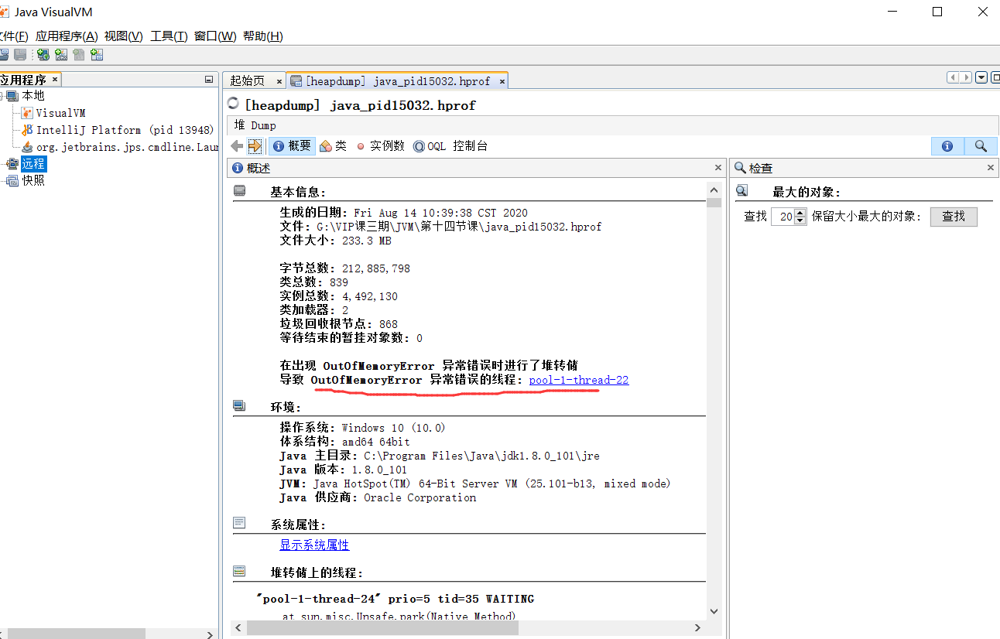 Java VisualVM
文件(F) 应用程序(A) 视图(V) 工具(T) 窗口(W) 帮助(H)
应用程序
本地
VisualVM
IntelliJ Platform (pid 13948)
org.jetbrains.jps.cmdline.Laun
远程
快照
起始页 [heapdump] java_pid15032.hprof
[heapdump] java_pid15032.hprof
堆 Dump
概要 类 实例数 OQL 控制台
概述
基本信息:
生成的日期: Fri Aug 14 10:39:38 CST 2020
文件: G:\VIP课三期\JVM\第十四节课\java_pid15032.hprof
文件大小: 233.3 MB
字节总数: 212,885,798
类总数: 839
实例总数: 4,492,130
类加载器: 2
垃圾回收根节点: 868
等待结束的暂挂对象数: 0
在出现 OutOfMemoryError 异常错误时进行了堆转储
导致 OutOfMemoryError 异常错误的线程: pool-1-thread-22
环境:
操作系统: Windows 10 (10.0)
体系结构: amd64 64bit
Java 主目录: C:\Program Files\Java\jdk1.8.0_101\jre
Java 版本: 1.8.0_101
JVM: Java HotSpot(TM) 64-Bit Server VM (25.101-b13, mixed mode)
Java 供应商: Oracle Corporation
系统属性:
显示系统属性
堆转储上的线程:
"pool-1-thread-24" prio=5 tid=35 WAITING
at sun.misc.Unsafe.park(Native Method)
检查
最大的对象:
查找 20 保留大小最大的对象: 查找